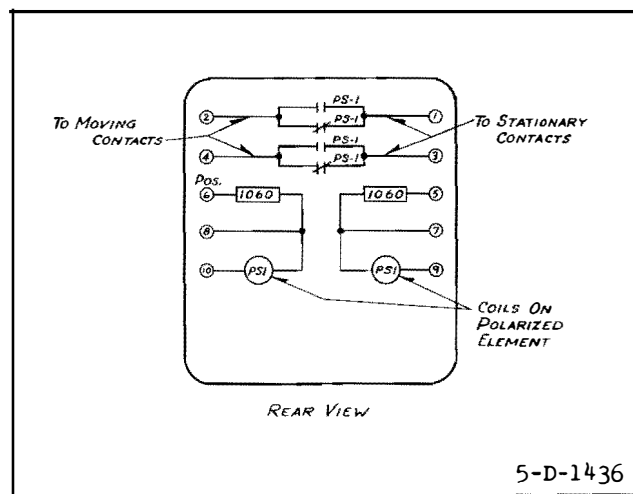 PS-1
2
1
PS-1
TO MOVING CONTACTS
TO STATIONARY CONTACTS
PS-1
4
3
PS-1
POS.
6
1060
1060
5
8
7
10
PS1
PS1
9
COILS ON
POLARIZED
ELEMENT
REAR VIEW
5-D-1436